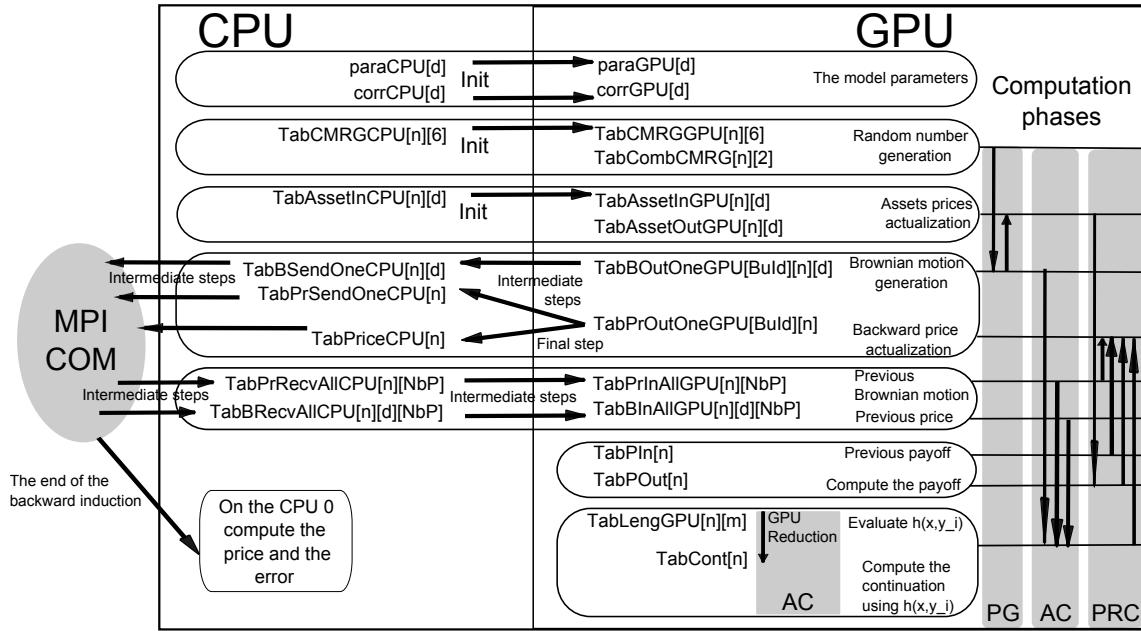 CPU
GPU
paraCPU[d]
corrCPU[d]
Init
paraGPU[d]
corrGPU[d]
The model parameters
Computation
phases
TabCMRGCPU[n][6]
Init
TabCMRGGPU[n][6]
TabCombCMRG[n][2]
Random number
generation
TabAssetInCPU[n][d]
Init
TabAssetInGPU[n][d]
TabAssetOutGPU[n][d]
Assets prices
actualization
MPI
COM
Intermediate steps
TabBSendOneCPU[n][d]
TabPrSendOneCPU[n]
TabPriceCPU[n]
Intermediate
steps
Final step
TabBOutOneGPU[BuId][n][d]
TabPrOutOneGPU[BuId][n]
Brownian motion
generation
Backward price
actualization
Intermediate steps
TabPrRecvAllCPU[n][NbP]
TabBRecvAllCPU[n][d][NbP]
Intermediate steps
TabPrInAllGPU[n][NbP]
TabBInAllGPU[n][d][NbP]
Previous
Brownian motion
Previous price
TabPIn[n]
TabPOut[n]
Previous payoff
Compute the payoff
The end of the
backward induction
On the CPU 0
compute the
price and the
error
TabLengGPU[n][m]
TabCont[n]
GPU
Reduction
AC
Evaluate h(x,y_i)
Compute the
continuation
using h(x,y_i)
PG
AC
PRC